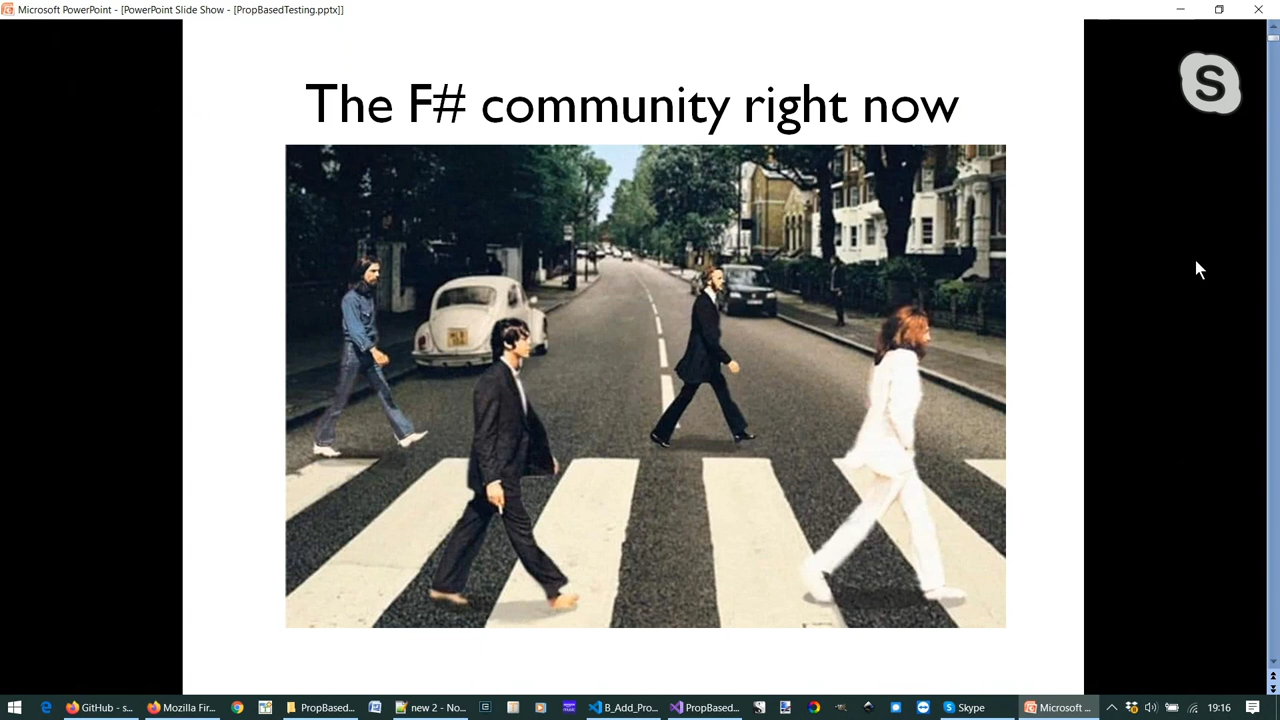 Microsoft PowerPoint - [PowerPoint Slide Show - [PropBasedTesting.pptx]]
S
The F# community right now
GitHub - s...
Mozilla Fir...
PropBased...
new 2 - No...
B_Add_Pro...
PropBased...
Skype
Microsoft ...
19:16